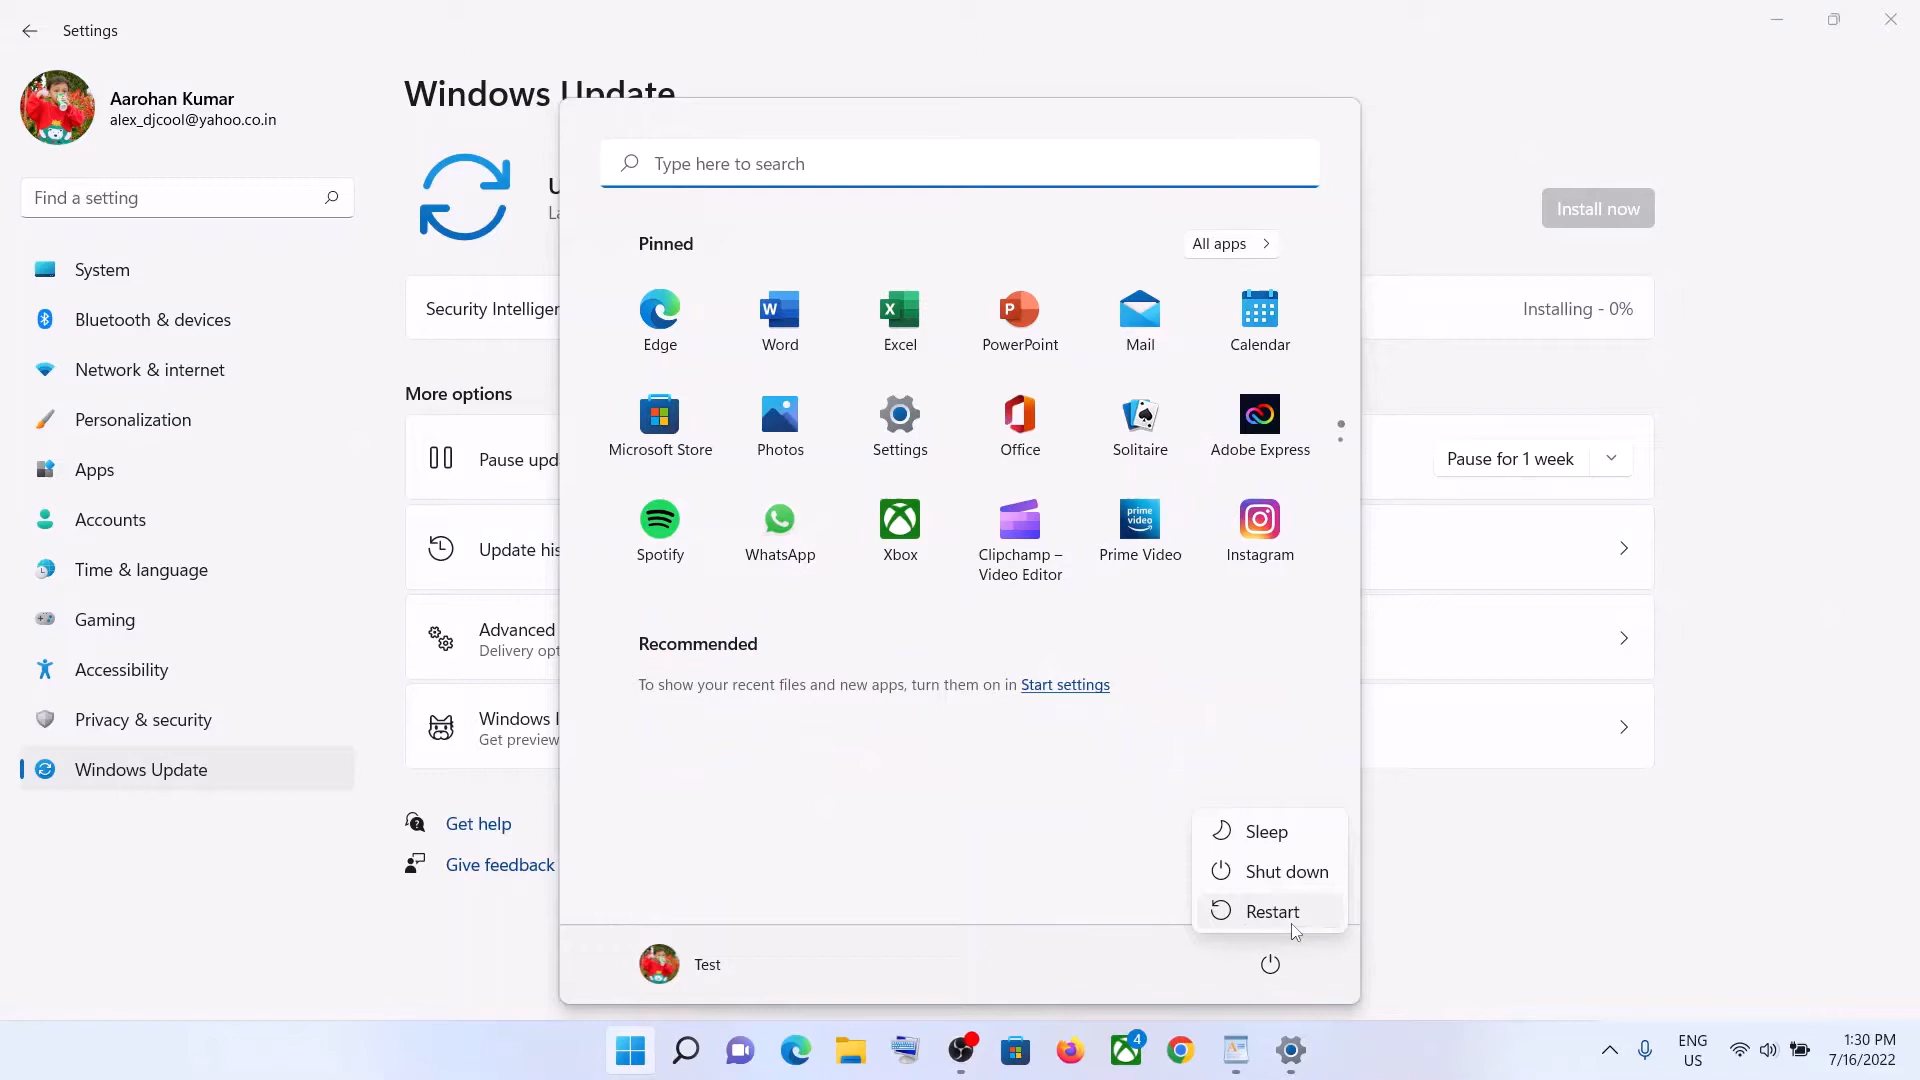 Settings
Aarohan Kumar
alex_djcool@yahoo.co.in
Find a setting
System
Bluetooth & devices
Network & internet
Personalization
Apps
Accounts
Time & language
Gaming
Accessibility
Privacy & security
Windows Update
Windows Update
Install now
Security Intelliger
Installing - 0%
More options
Pause upd
Pause for 1 week
Update his
Advanced
Delivery opt
Windows I
Get preview
Get help
Give feedback
Type here to search
Pinned
All apps
Edge
Word
Excel
PowerPoint
Mail
Calendar
Microsoft Store
Photos
Settings
Office
Solitaire
Adobe Express
prime video
Spotify
WhatsApp
Xbox
Clipchamp –
Video Editor
Prime Video
Instagram
Recommended
To show your recent files and new apps, turn them on in Start settings
Sleep
Shut down
Restart
Test
4
ENG
US
1:30 PM
7/16/2022